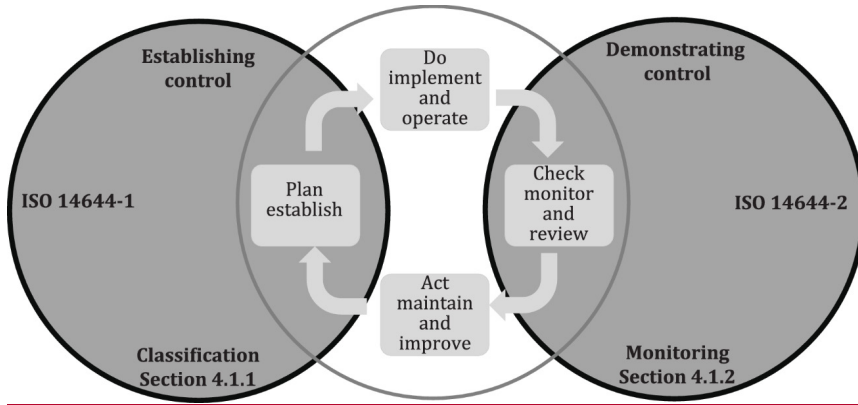 Establishing
control
ISO 14644-1
Classification
Section 4.1.1
Do
implement
and
operate
Plan
establish
Check
monitor
and
review
Act
maintain
and
improve
Demonstrating
control
ISO 14644-2
Monitoring
Section 4.1.2